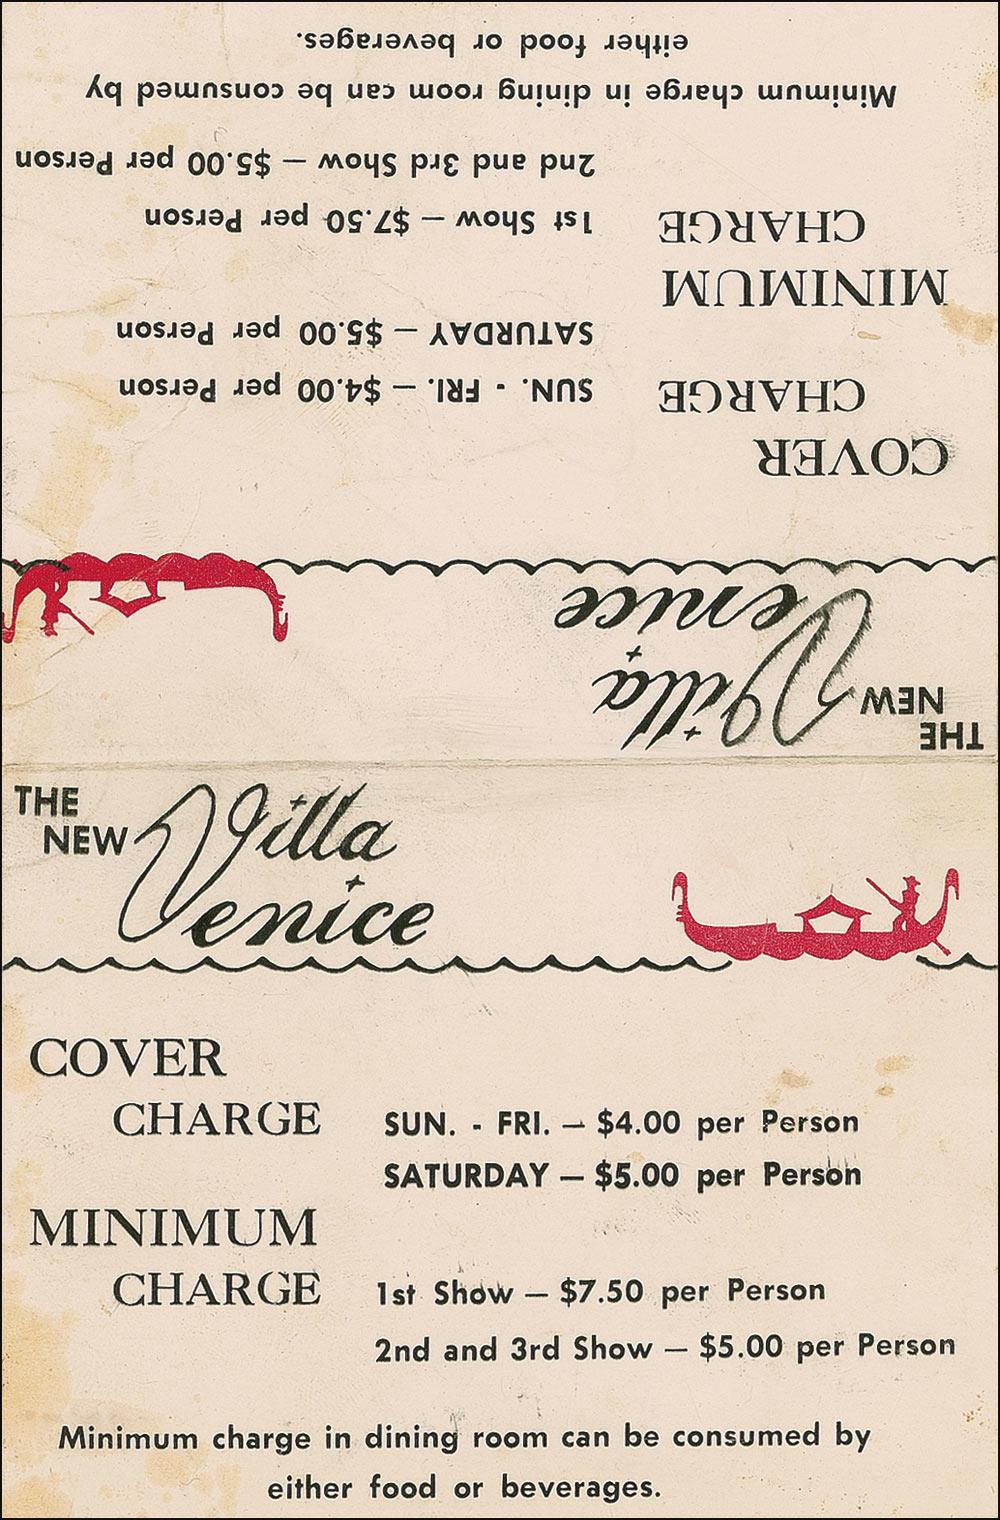 either food or beverages.
Minimum charge in dining room can be consumed by
2nd and 3rd Show — $5.00 per Person
1st Show — $7.50 per Person
CHARGE
MINIMUM
SATURDAY — $5.00 per Person
SUN. - FRI. — $4.00 per Person
CHARGE
COVER
Venice
Villa
NEW
THE
THE
NEW Villa
Venice
COVER
CHARGE
SUN. - FRI. — $4.00 per Person
SATURDAY — $5.00 per Person
MINIMUM
CHARGE
1st Show — $7.50 per Person
2nd and 3rd Show — $5.00 per Person
Minimum charge in dining room can be consumed by
either food or beverages.